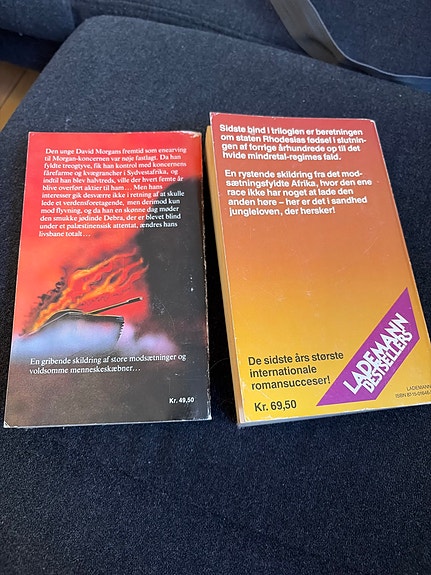 Den unge David Morgans fremtid som enearving
til Morgan-koncernen var nøje fastlagt. Da han
fyldte treogtyve, fik han kontrol med koncernens
fårefarme og kvægrancher i Sydvestafrika, og
indtil han blev halvtreds, ville der hvert femte år
blive overført aktier til ham... Men hans
interesser gik desværre ikke i retning af at skulle
lede et verdensforetagende, men derimod kun
mod flyvning, og da han en skønne dag møder
den smukke jødinde Debra, der er blevet blind
under et palæstinensisk attentat, ændres hans
livsbane totalt...
En gribende skildring af store modsætninger og
voldsomme menneskeskæbner...
Kr. 49,50
Sidste bind i trilogien er beretningen
om staten Rhodesias fødsel i slutnin-
gen af forrige århundrede op til det
hvide mindretal-regimes fald.
En rystende skildring fra det mod-
sætningsfyldte Afrika, hvor den ene
race ikke har noget at lade den
anden høre – her er det i sandhed
jungleloven, der hersker!
De sidste års største
internationale
romansucceser!
Kr. 69,50
LADEMANN
BESTSELLERS
LADEMANN